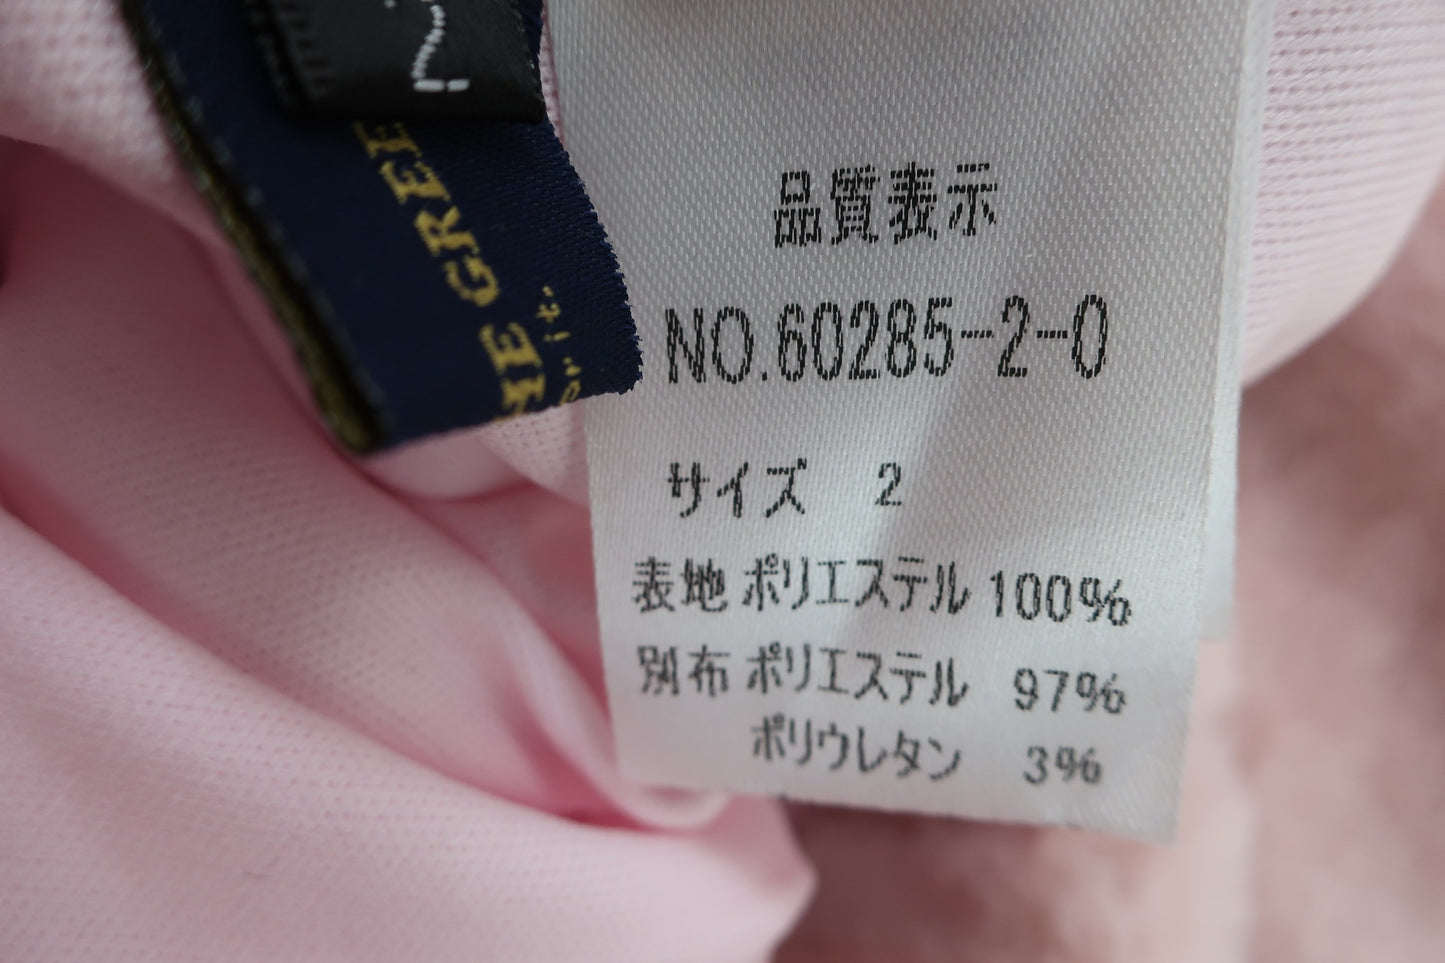 品質表示
NO.60285-2-0
サイズ 2
表地 ポリエステル 100%
別布 ポリエステル 97%
ポリウレタン 3%
2